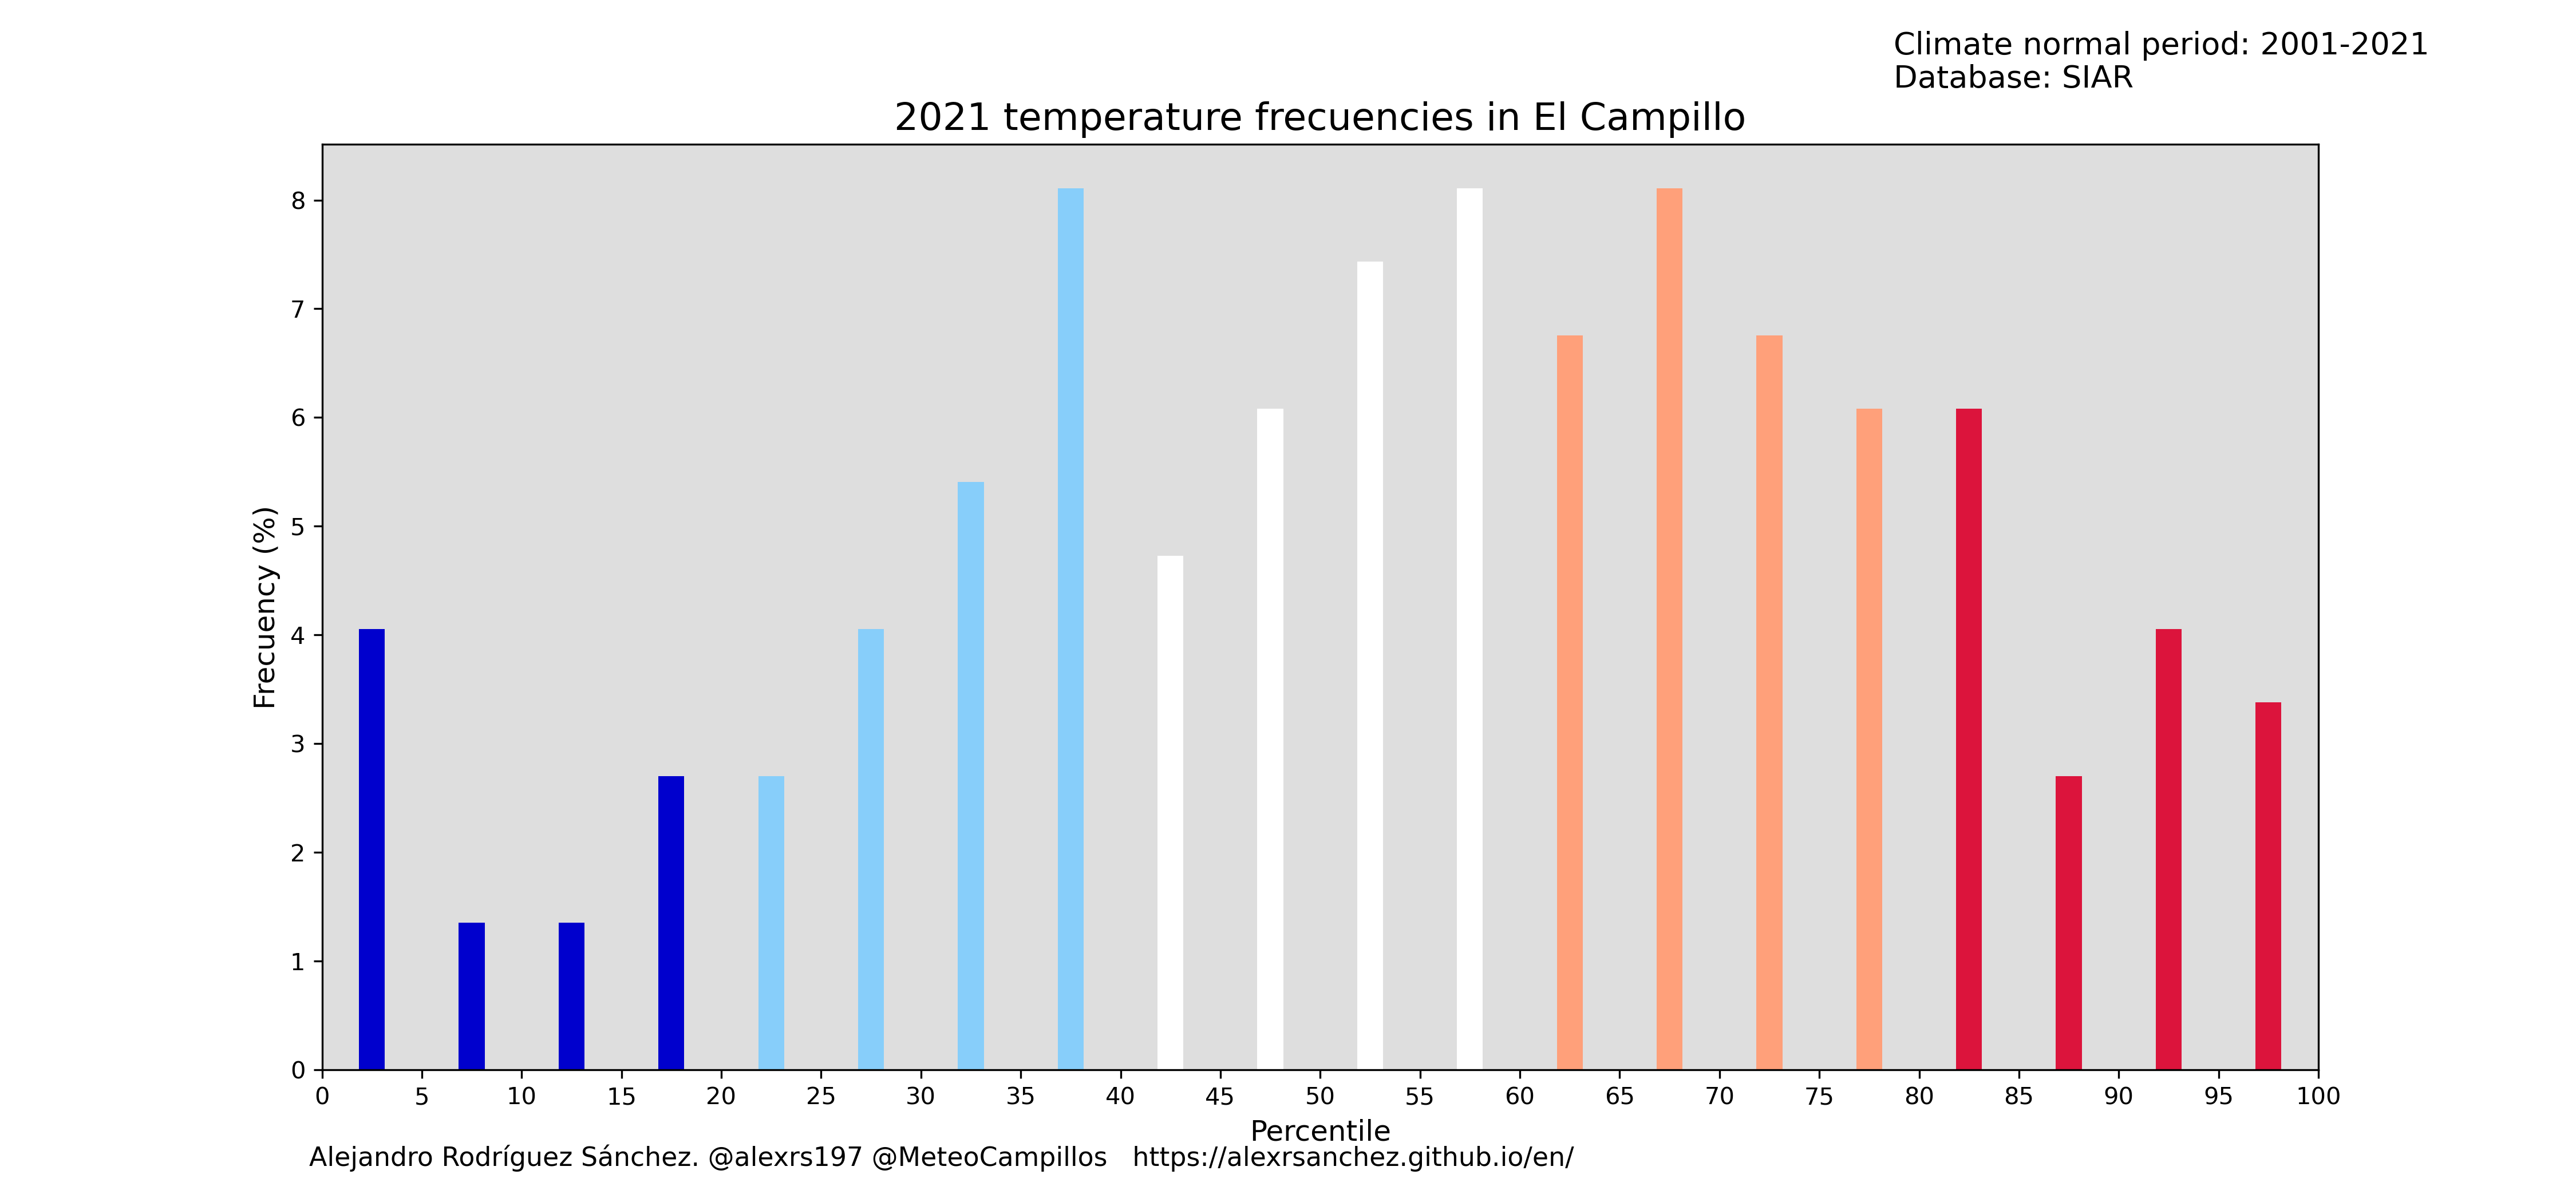 Climate normal period: 2001-2021
Database: SIAR
2021 temperature frecuencies in El Campillo
Frecuency (%)
8
7
6
5
4
3
2
1
0
0 5 10 15 20 25 30 35 40 45 50 55 60 65 70 75 80 85 90 95 100
Percentile
Alejandro Rodríguez Sánchez. @alexrs197 @MeteoCampillos https://alexrsanchez.github.io/en/